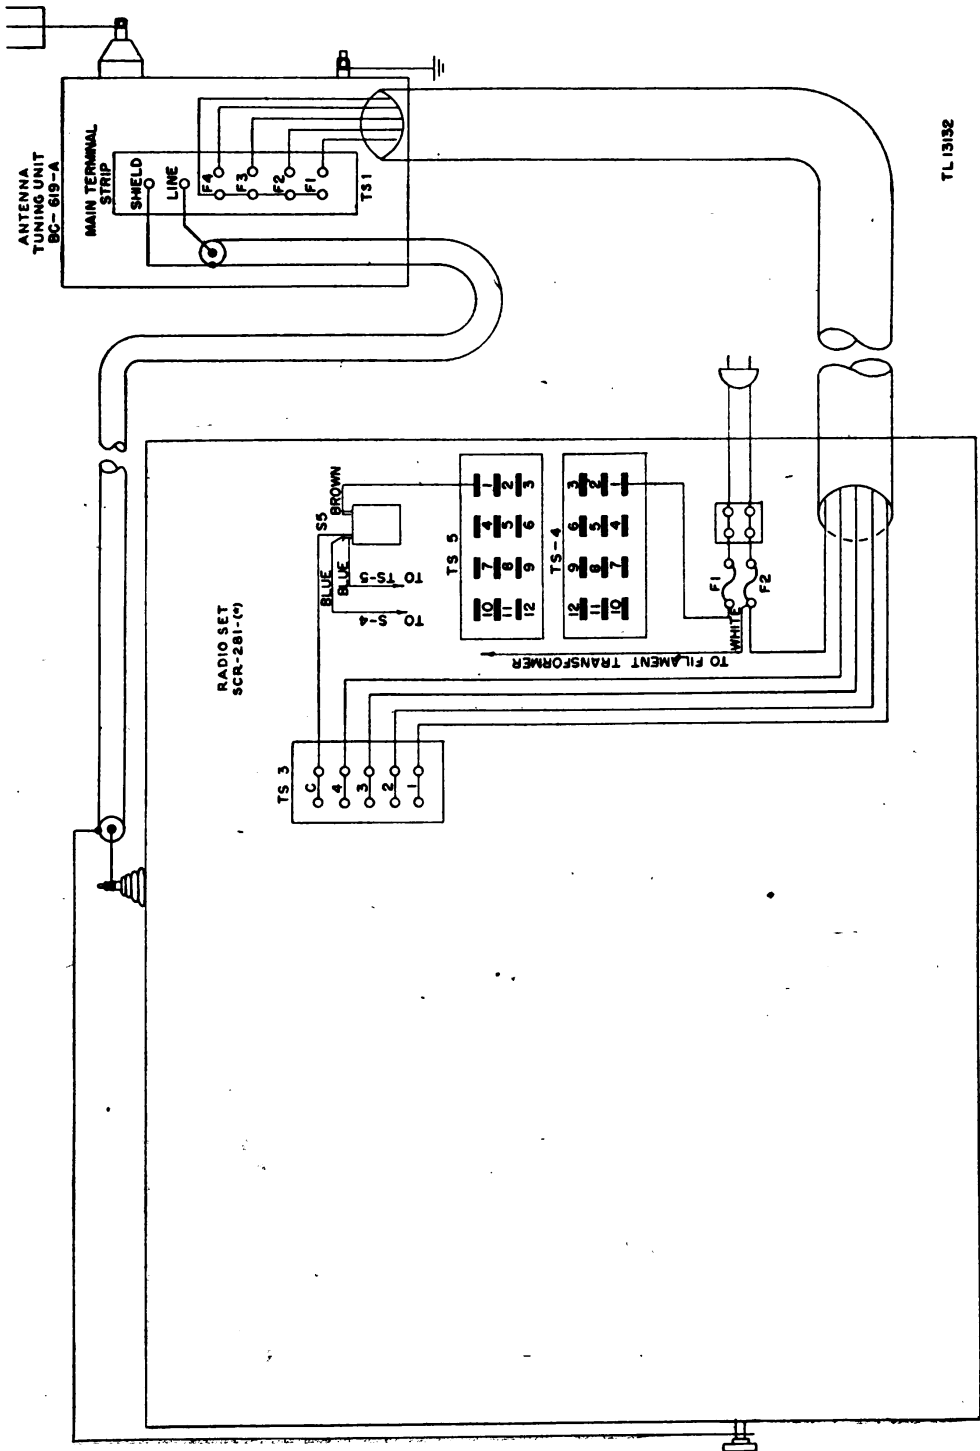 ANTENNA
TUNING UNIT
BC-619-A
MAIN TERMINAL
STRIP
SHIELD
LINE
F4
F3
F2
F1
TS 1
RADIO SET
SCR-281-(*)
S5
BROWN
BLUE
BLUE
TO TS-5
TO S-4
TS 5
1 2 3
4 5 6
7 8 9
10 11 12
TS-4
3 2 1
6 5 4
9 8 7
12 11 10
F1
F2
WHITE
TO FILAMENT TRANSFORMER
TS 3
C
4
3
2
1
TL 13132